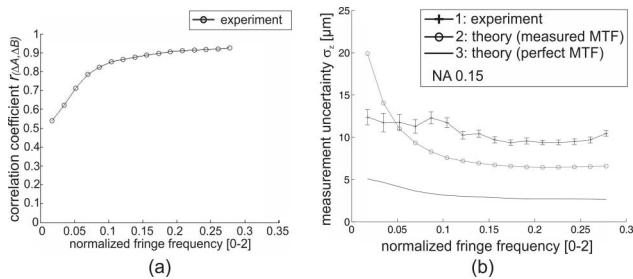 experiment
correlation coefficient r(ΔA,ΔB)
1
0.9
0.8
0.7
0.6
0.5
0.4
0.3
0.2
0.1
0
0 0.05 0.1 0.15 0.2 0.25 0.3 0.35
normalized fringe frequency [0-2]
(a)
1: experiment
2: theory (measured MTF)
3: theory (perfect MTF)
NA 0.15
measurement uncertainty σz [μm]
25
20
15
10
5
0
0 0.05 0.1 0.15 0.2 0.25 0.3
normalized fringe frequency [0-2]
(b)